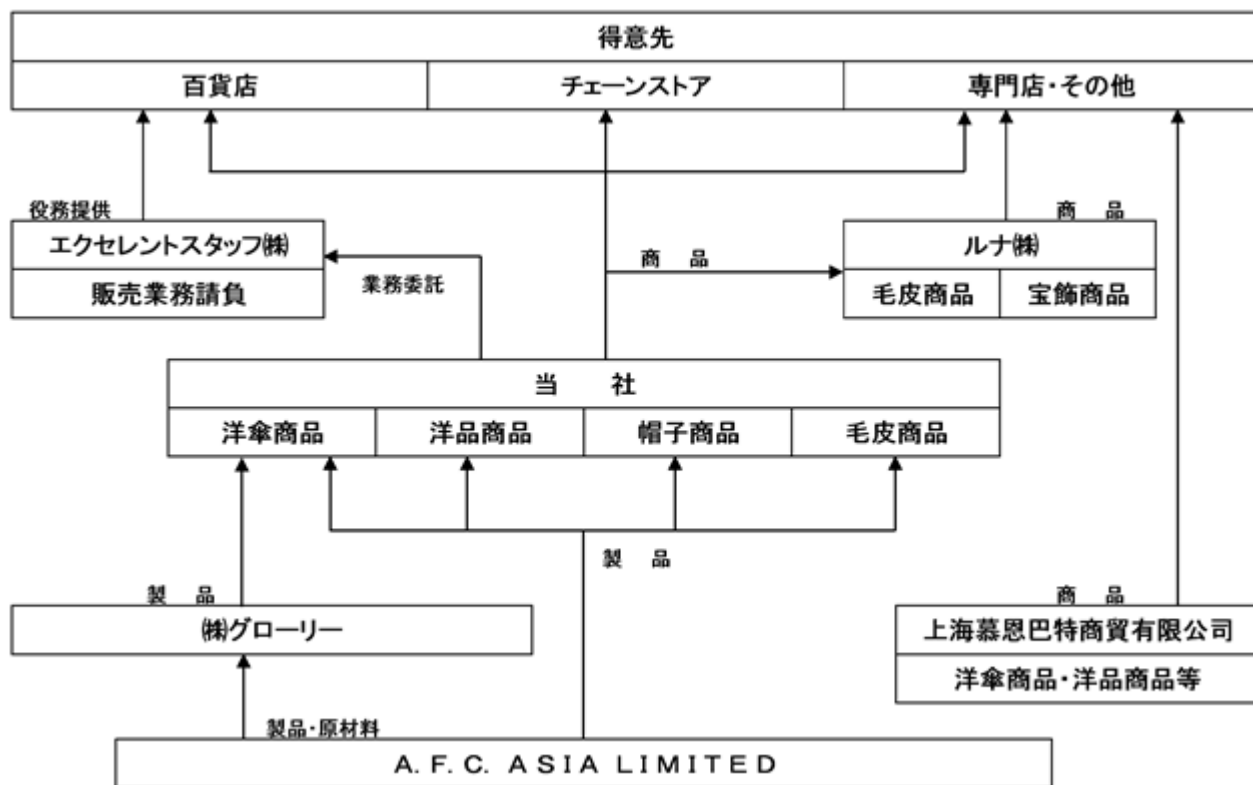 得意先
百貨店 チェーンストア 専門店・その他
役務提供 商品
エクセレントスタッフ㈱ 商品 ルナ㈱
業務委託
販売業務請負 毛皮商品 宝飾商品
当社
洋傘商品 洋品商品 帽子商品 毛皮商品
製品
製品 商品
㈱グローリー 上海慕恩巴特商貿有限公司
洋傘商品・洋品商品等
製品・原材料
A.F.C. ASIA LIMITED